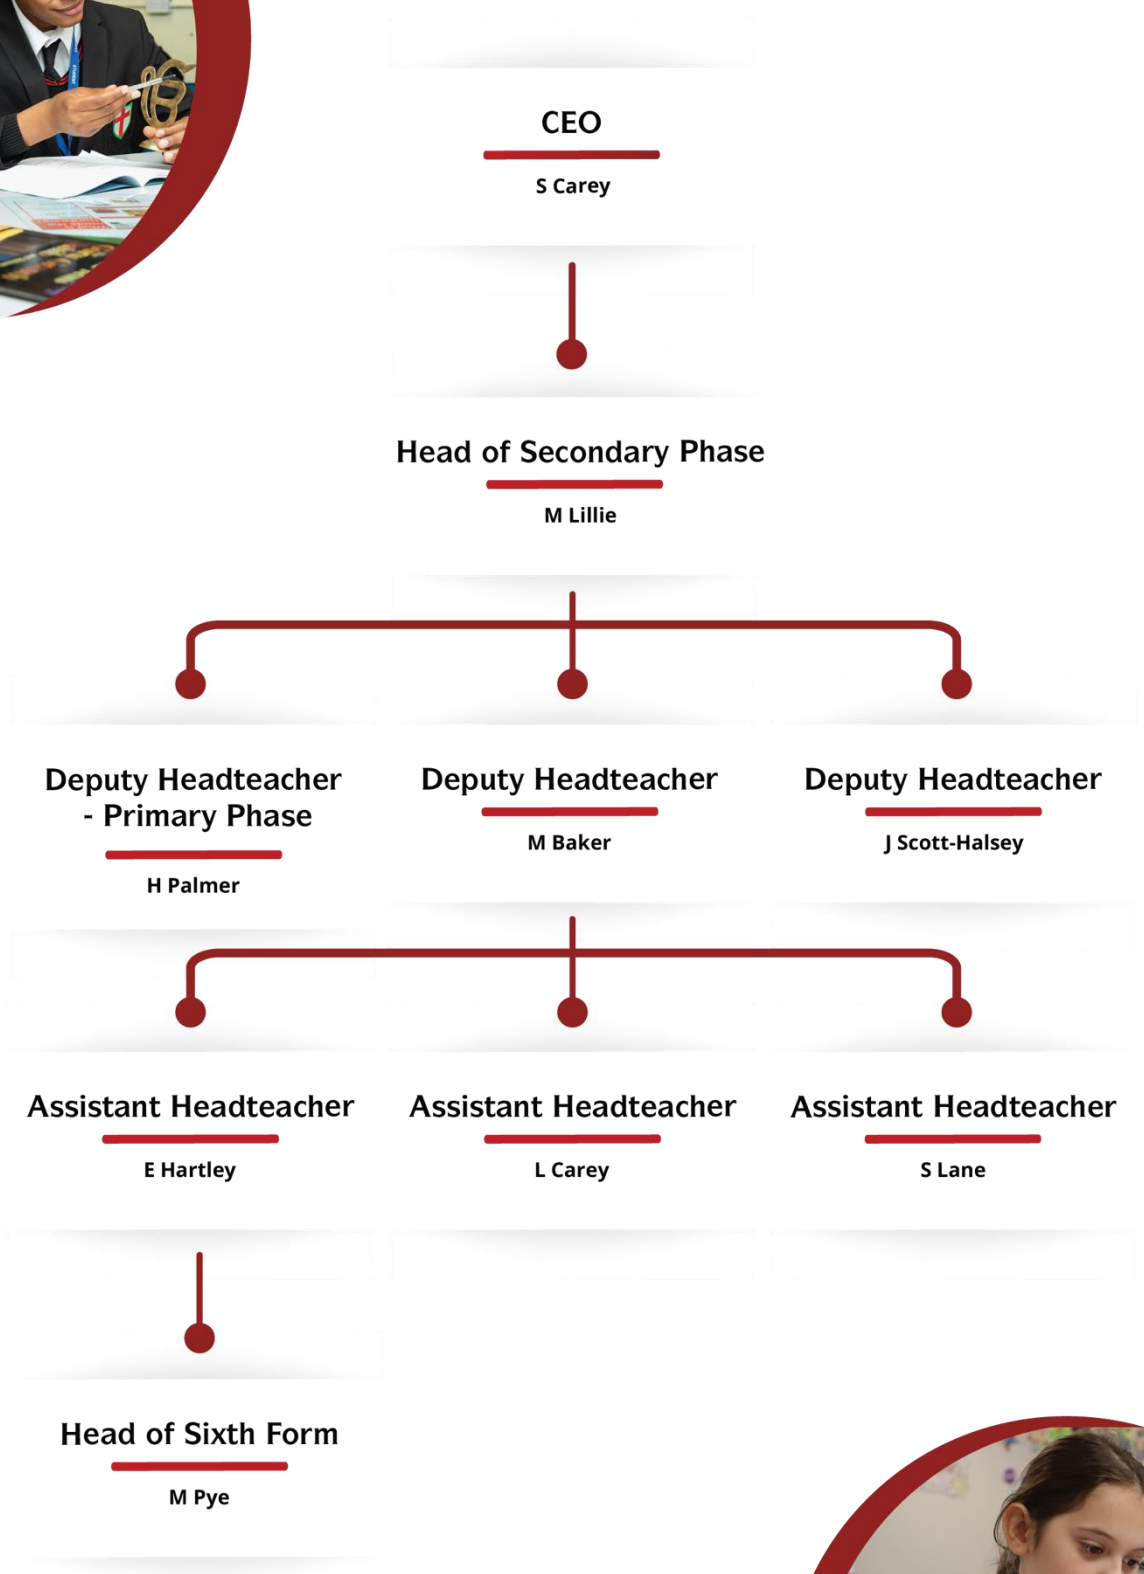 CEO
S Carey
Head of Secondary Phase
M Lillie
Deputy Headteacher
- Primary Phase
H Palmer
Deputy Headteacher
M Baker
Deputy Headteacher
J Scott-Halsey
Assistant Headteacher
E Hartley
Assistant Headteacher
L Carey
Assistant Headteacher
S Lane
Head of Sixth Form
M Pye